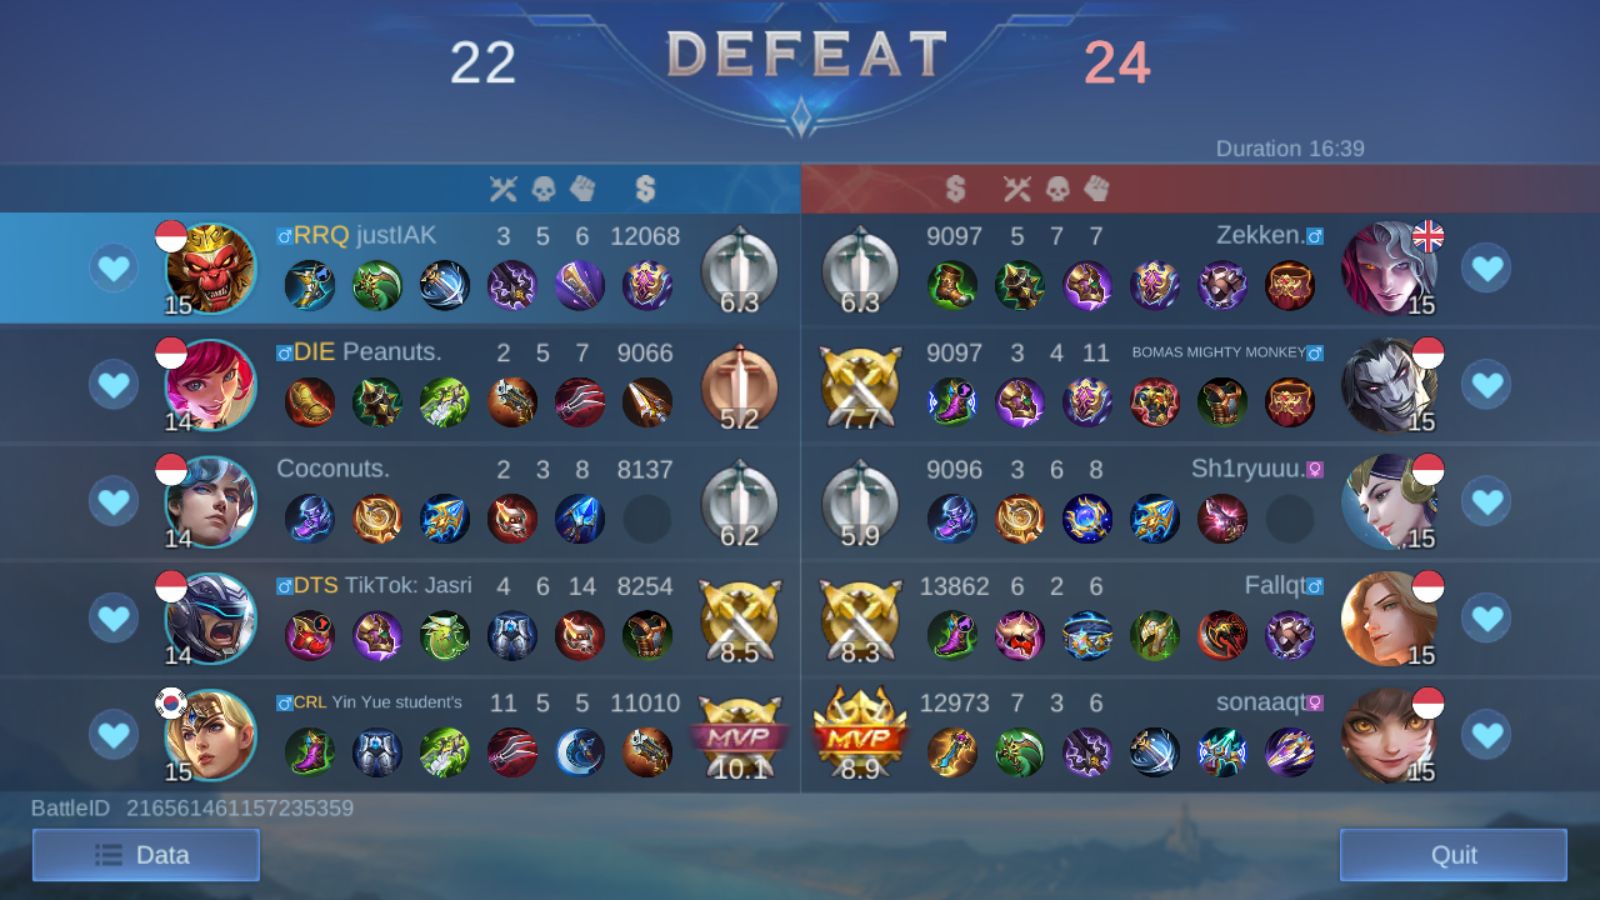 22 DEFEAT 24
Duration 16:39
RRQ justIAK 3 5 6 12068
15 6.3
9097 5 7 7 Zekken.
6.3 15
DIE Peanuts. 2 5 7 9066
14 5.2
9097 3 4 11 BOMAS MIGHTY MONKEY
7.7 15
Coconuts. 2 3 8 8137
14 6.2
9096 3 6 8 Sh1ryuuu.
5.9 15
DTS TikTok: Jasri 4 6 14 8254
14 8.5
13862 6 2 6 Fallqt
8.3 15
CRL Yin Yue student's 11 5 5 11010
MVP
15 10.1
12973 7 3 6 sonaaqt
MVP
8.9 15
BattleID 216561461157235359
Data
Quit